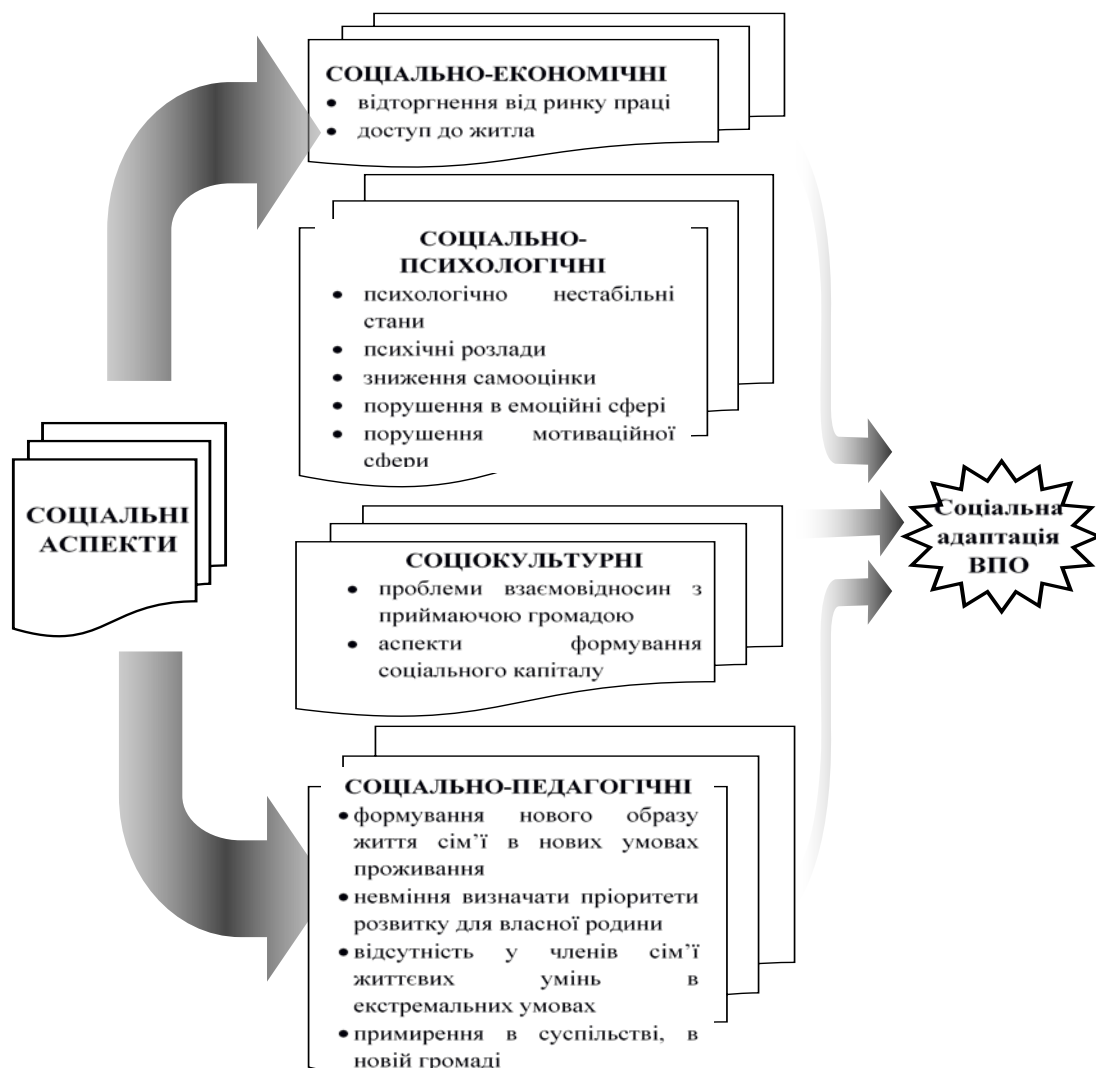 СОЦІАЛЬНО-ЕКОНОМІЧНІ
• відторгнення від ринку праці
• доступ до житла
СОЦІАЛЬНО-
ПСИХОЛОГІЧНІ
• психологічно нестабільні
стани
• психічні розлади
• зниження самооцінки
• порушення в емоційні сфері
• порушення мотиваційної
сфери
СОЦІАЛЬНІ
АСПЕКТИ
СОЦІОКУЛЬТУРНІ
• проблеми взаємовідносин з
приймаючою громадою
• аспекти формування
соціального капіталу
СОЦІАЛЬНО-ПЕДАГОГІЧНІ
• формування нового образу
життя сім’ї в нових умовах
проживання
• невміння визначати пріоритети
розвитку для власної родини
• відсутність у членів сім’ї
життєвих умінь в
екстремальних умовах
• примирення в суспільстві, в
новій громаді
Соціальна
адаптація
ВПО